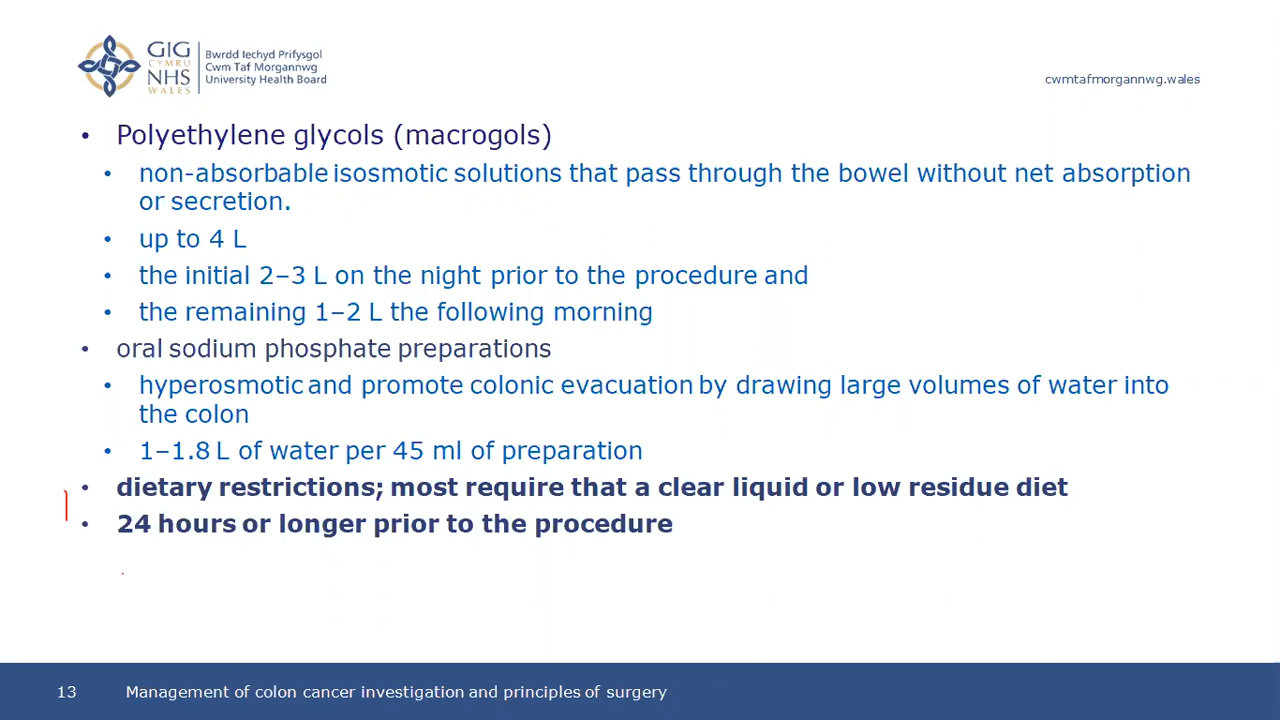 GIG
CYMRU
NHS
WALES
Bwrdd Iechyd Prifysgol
Cwm Taf Morgannwg
University Health Board
cwmtafmorgannwg.wales
• Polyethylene glycols (macrogols)
• non-absorbable isosmotic solutions that pass through the bowel without net absorption
or secretion.
• up to 4 L
• the initial 2–3 L on the night prior to the procedure and
• the remaining 1–2 L the following morning
• oral sodium phosphate preparations
• hyperosmotic and promote colonic evacuation by drawing large volumes of water into
the colon
• 1–1.8 L of water per 45 ml of preparation
• dietary restrictions; most require that a clear liquid or low residue diet
• 24 hours or longer prior to the procedure
13 Management of colon cancer investigation and principles of surgery